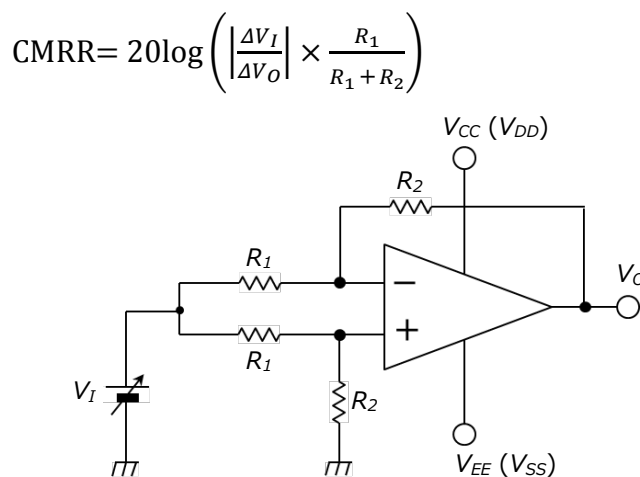 CMRR= 20log(|ΔV_I/ΔV_O| × R_1/(R_1+R_2))
V_CC (V_DD)
R_2
R_1
V_O
−
+
R_1
V_I
R_2
V_EE (V_SS)